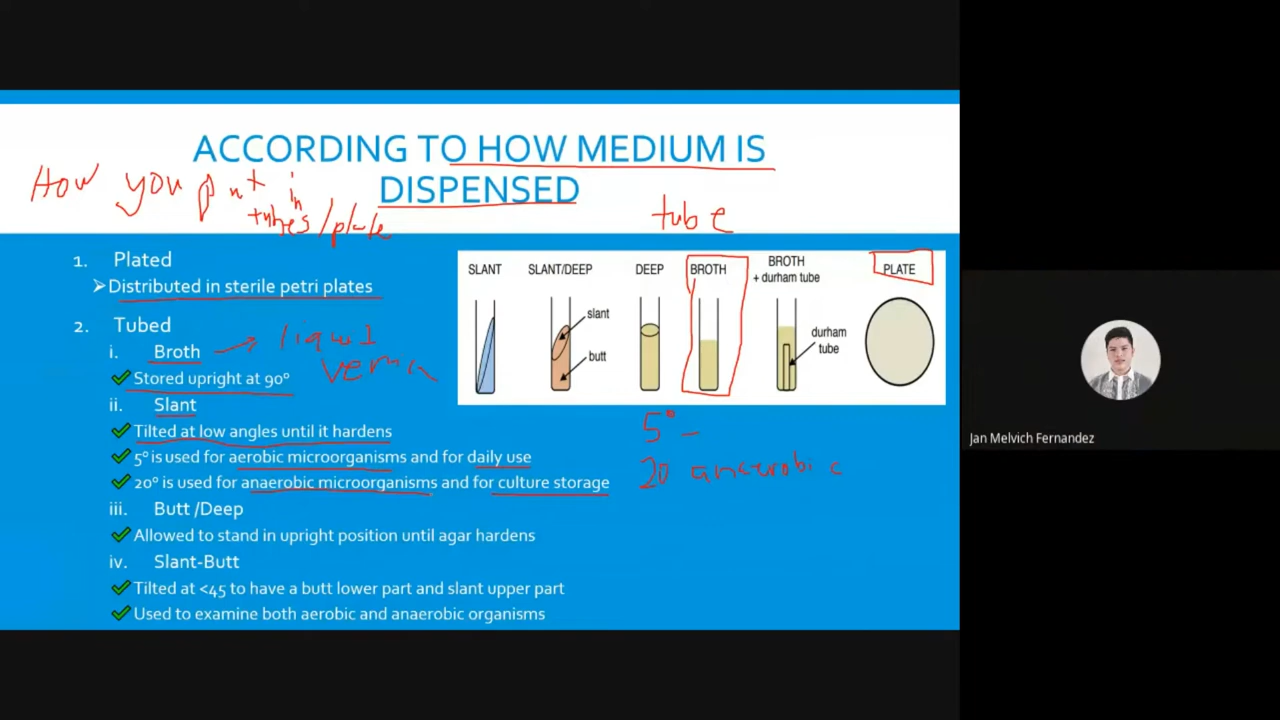 ACCORDING TO HOW MEDIUM IS
DISPENSED
How you put in
tubes/plate
tube
1. Plated
➢ Distributed in sterile petri plates
2. Tubed
i. Broth
✓ Stored upright at 90°
ii. Slant
✓ Tilted at low angles until it hardens
✓ 5° is used for aerobic microorganisms and for daily use
✓ 20° is used for anaerobic microorganisms and for culture storage
iii. Butt /Deep
✓ Allowed to stand in upright position until agar hardens
iv. Slant-Butt
✓ Tilted at <45 to have a butt lower part and slant upper part
✓ Used to examine both aerobic and anaerobic organisms
SLANT
SLANT/DEEP
slant
butt
DEEP
BROTH
BROTH
+ durham tube
durham
tube
PLATE
5° –
20 anaerobic
Jan Melvich Fernandez